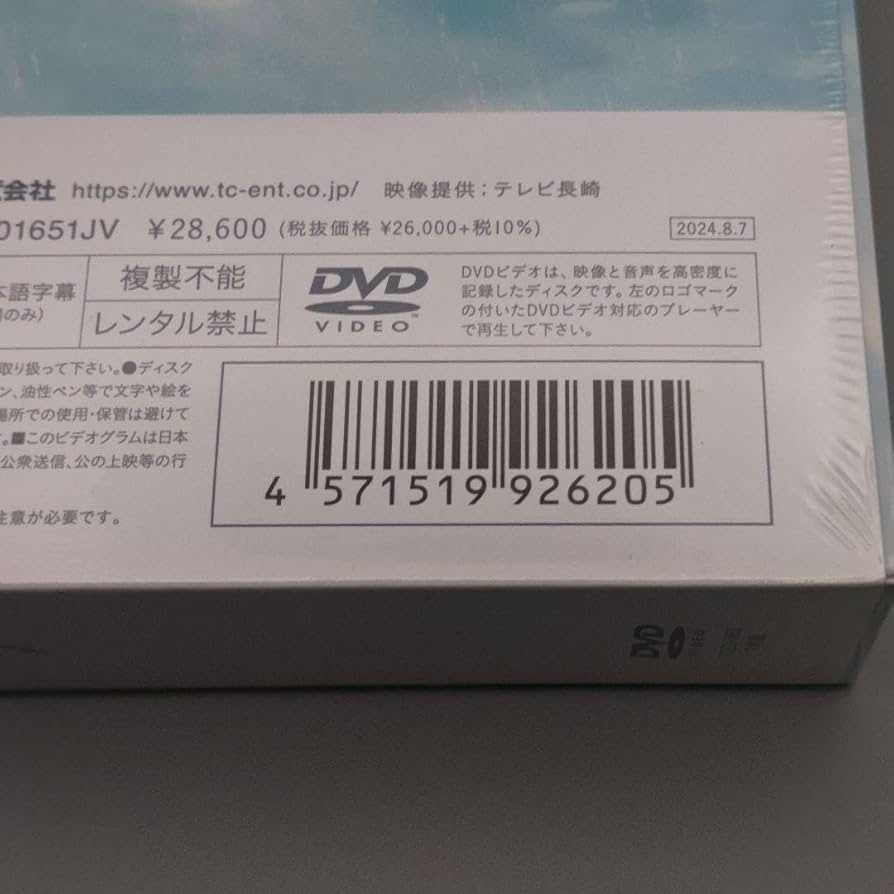 会社 https://www.tc-ent.co.jp/ 映像提供：テレビ長崎
01651JV ￥28,600 (税抜価格 ¥26,000+税10%) 2024.8.7
本語字幕
のみ)
複製不能
レンタル禁止
DVD
VIDEO™
DVDビデオは、映像と音声を高密度に
記録したディスクです。左のロゴマーク
の付いたDVDビデオ対応のプレーヤー
で再生して下さい。
取り扱って下さい。●ディスク
ン、油性ペン等で文字や絵を
場所での使用・保管は避けて
す。■このビデオグラムは日本
公衆送信、公の上映等の行
注意が必要です。
4 571519 926205
DVD
VIDEO